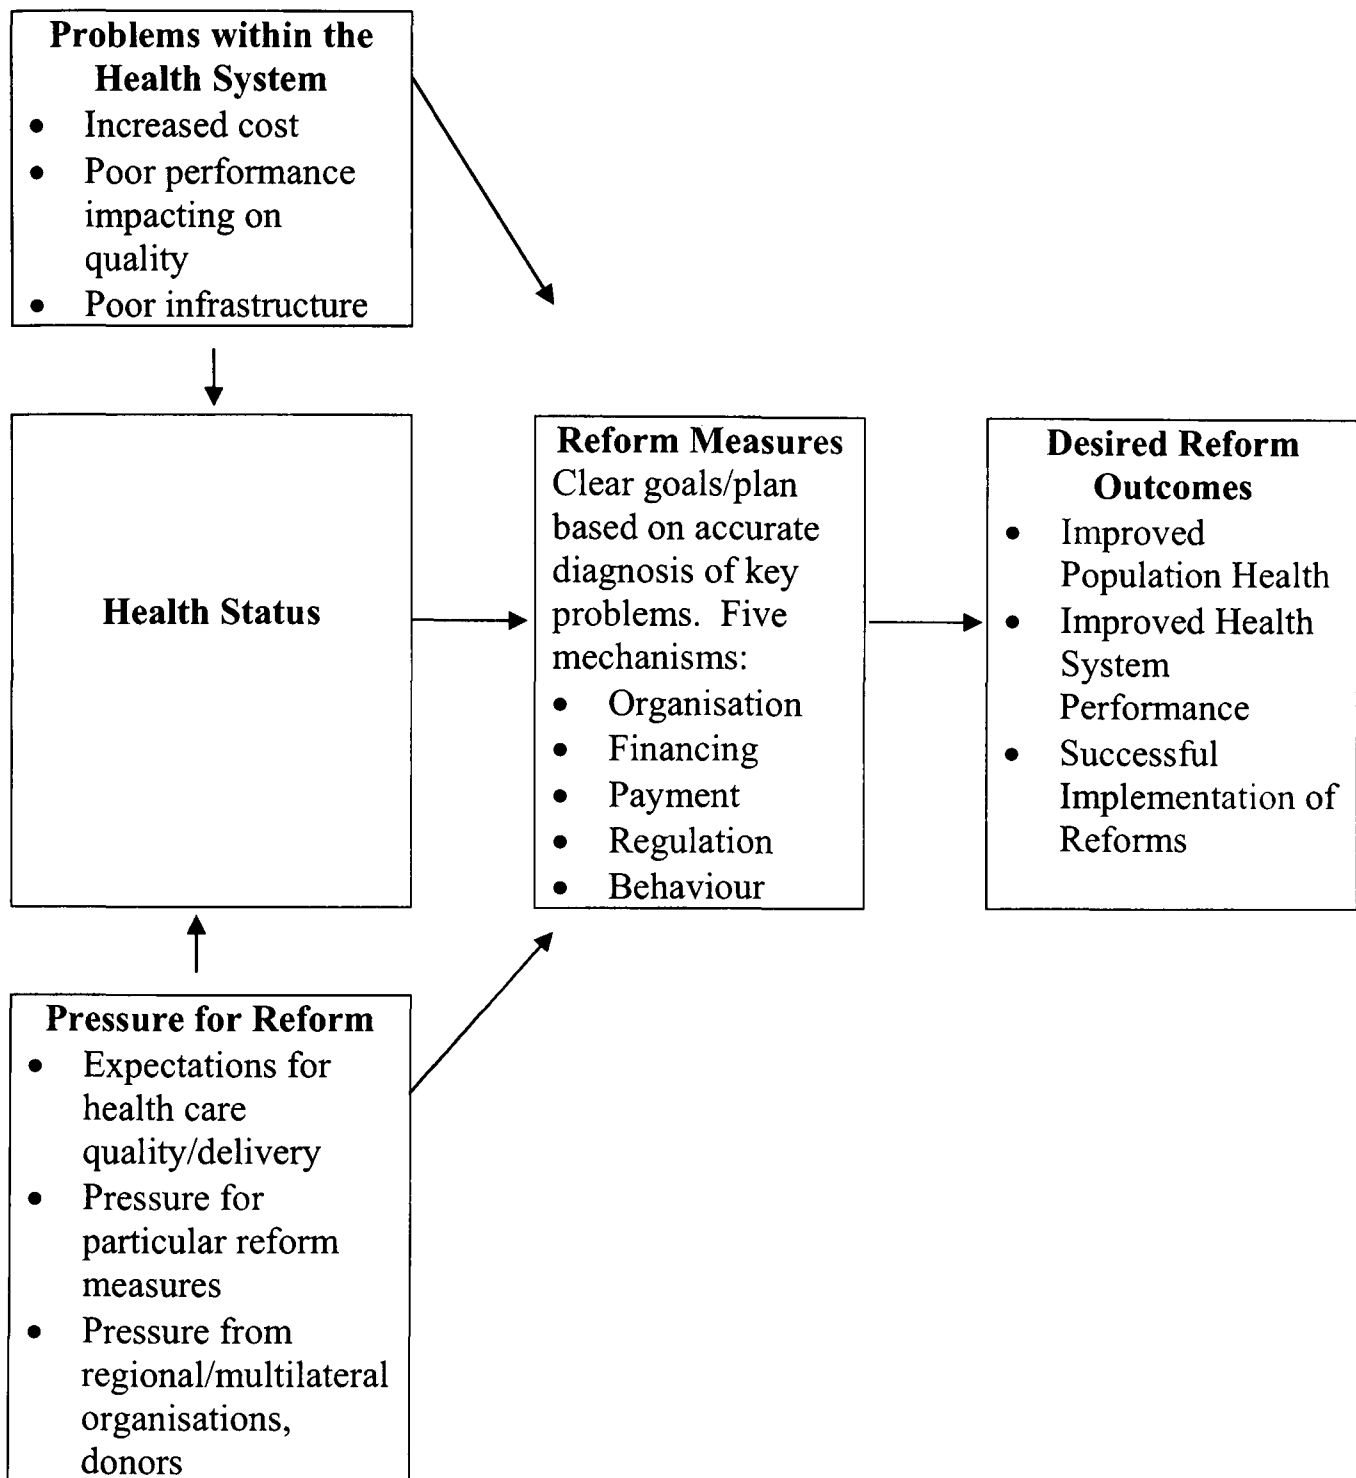 Problems within the
Health System
• Increased cost
• Poor performance
impacting on
quality
• Poor infrastructure
Health Status
Pressure for Reform
• Expectations for
health care
quality/delivery
• Pressure for
particular reform
measures
• Pressure from
regional/multilateral
organisations,
donors
Reform Measures
Clear goals/plan
based on accurate
diagnosis of key
problems. Five
mechanisms:
• Organisation
• Financing
• Payment
• Regulation
• Behaviour
Desired Reform
Outcomes
• Improved
Population Health
• Improved Health
System
Performance
• Successful
Implementation of
Reforms